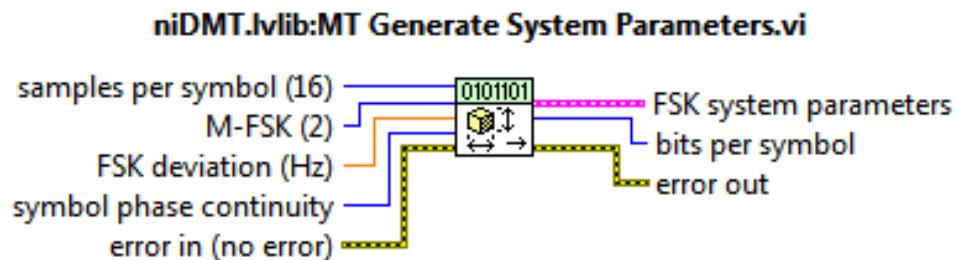 niDMT.lvlib:MT Generate System Parameters.vi
samples per symbol (16)
M-FSK (2)
FSK deviation (Hz)
symbol phase continuity
error in (no error)
0101101
FSK system parameters
bits per symbol
error out